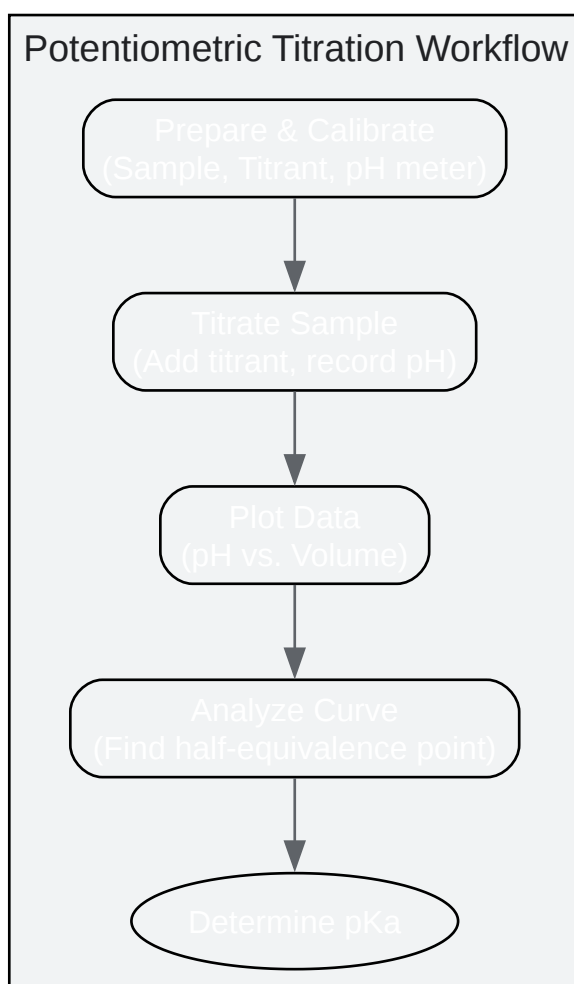 Potentiometric Titration Workflow
Prepare & Calibrate
(Sample, Titrant, pH meter)
Titrate Sample
(Add titrant, record pH)
Plot Data
(pH vs. Volume)
Analyze Curve
(Find half-equivalence point)
Determine pKa